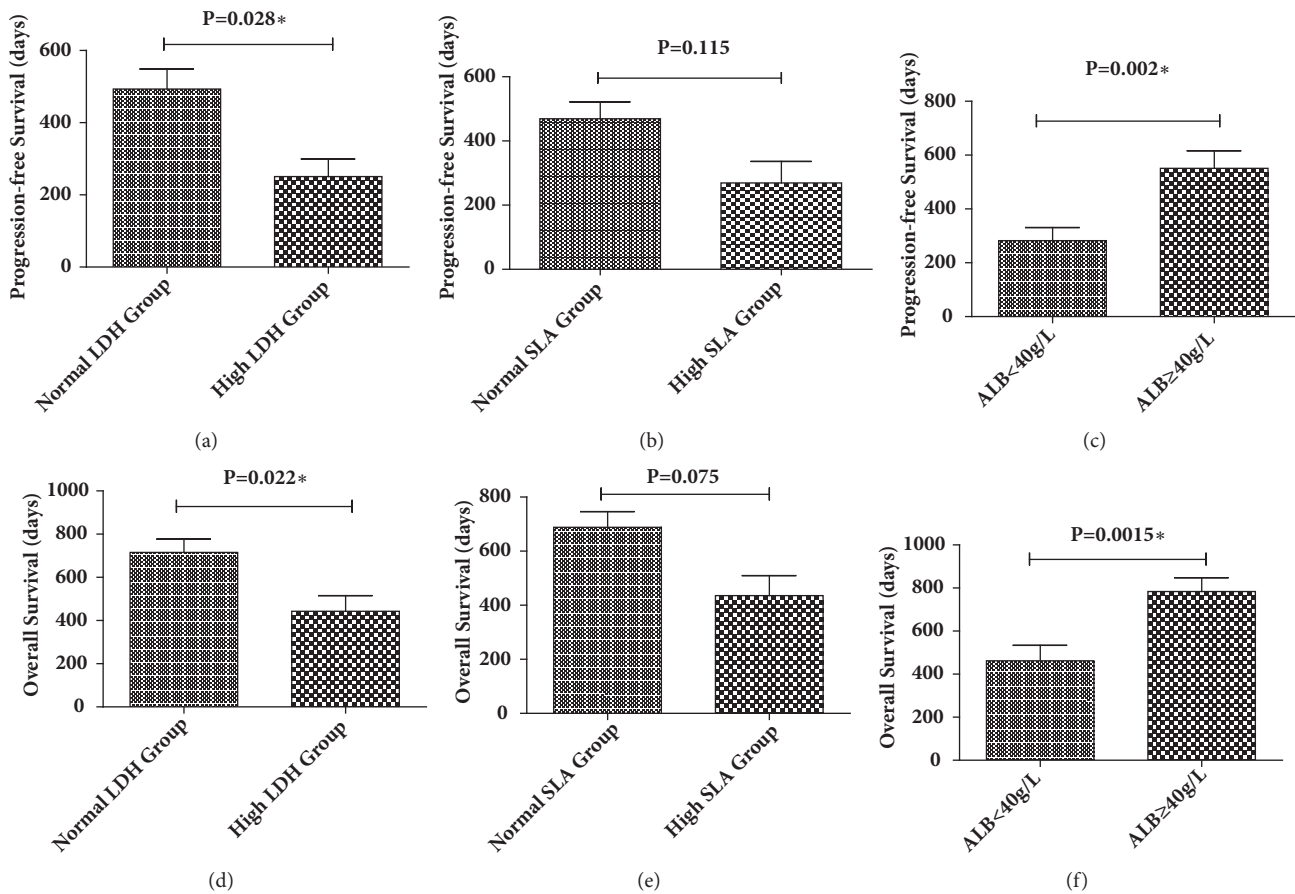 P=0.028*
Progression-free Survival (days)
600
400
200
0
Normal LDH Group
High LDH Group
(a)
P=0.115
Progression-free Survival (days)
600
400
200
0
Normal SLA Group
High SLA Group
(b)
P=0.002*
Progression-free Survival (days)
800
600
400
200
0
ALB<40g/L
ALB≥40g/L
(c)
P=0.022*
Overall Survival (days)
1000
800
600
400
200
0
Normal LDH Group
High LDH Group
(d)
P=0.075
Overall Survival (days)
800
600
400
200
0
Normal SLA Group
High SLA Group
(e)
P=0.0015*
Overall Survival (days)
1000
800
600
400
200
0
ALB<40g/L
ALB≥40g/L
(f)